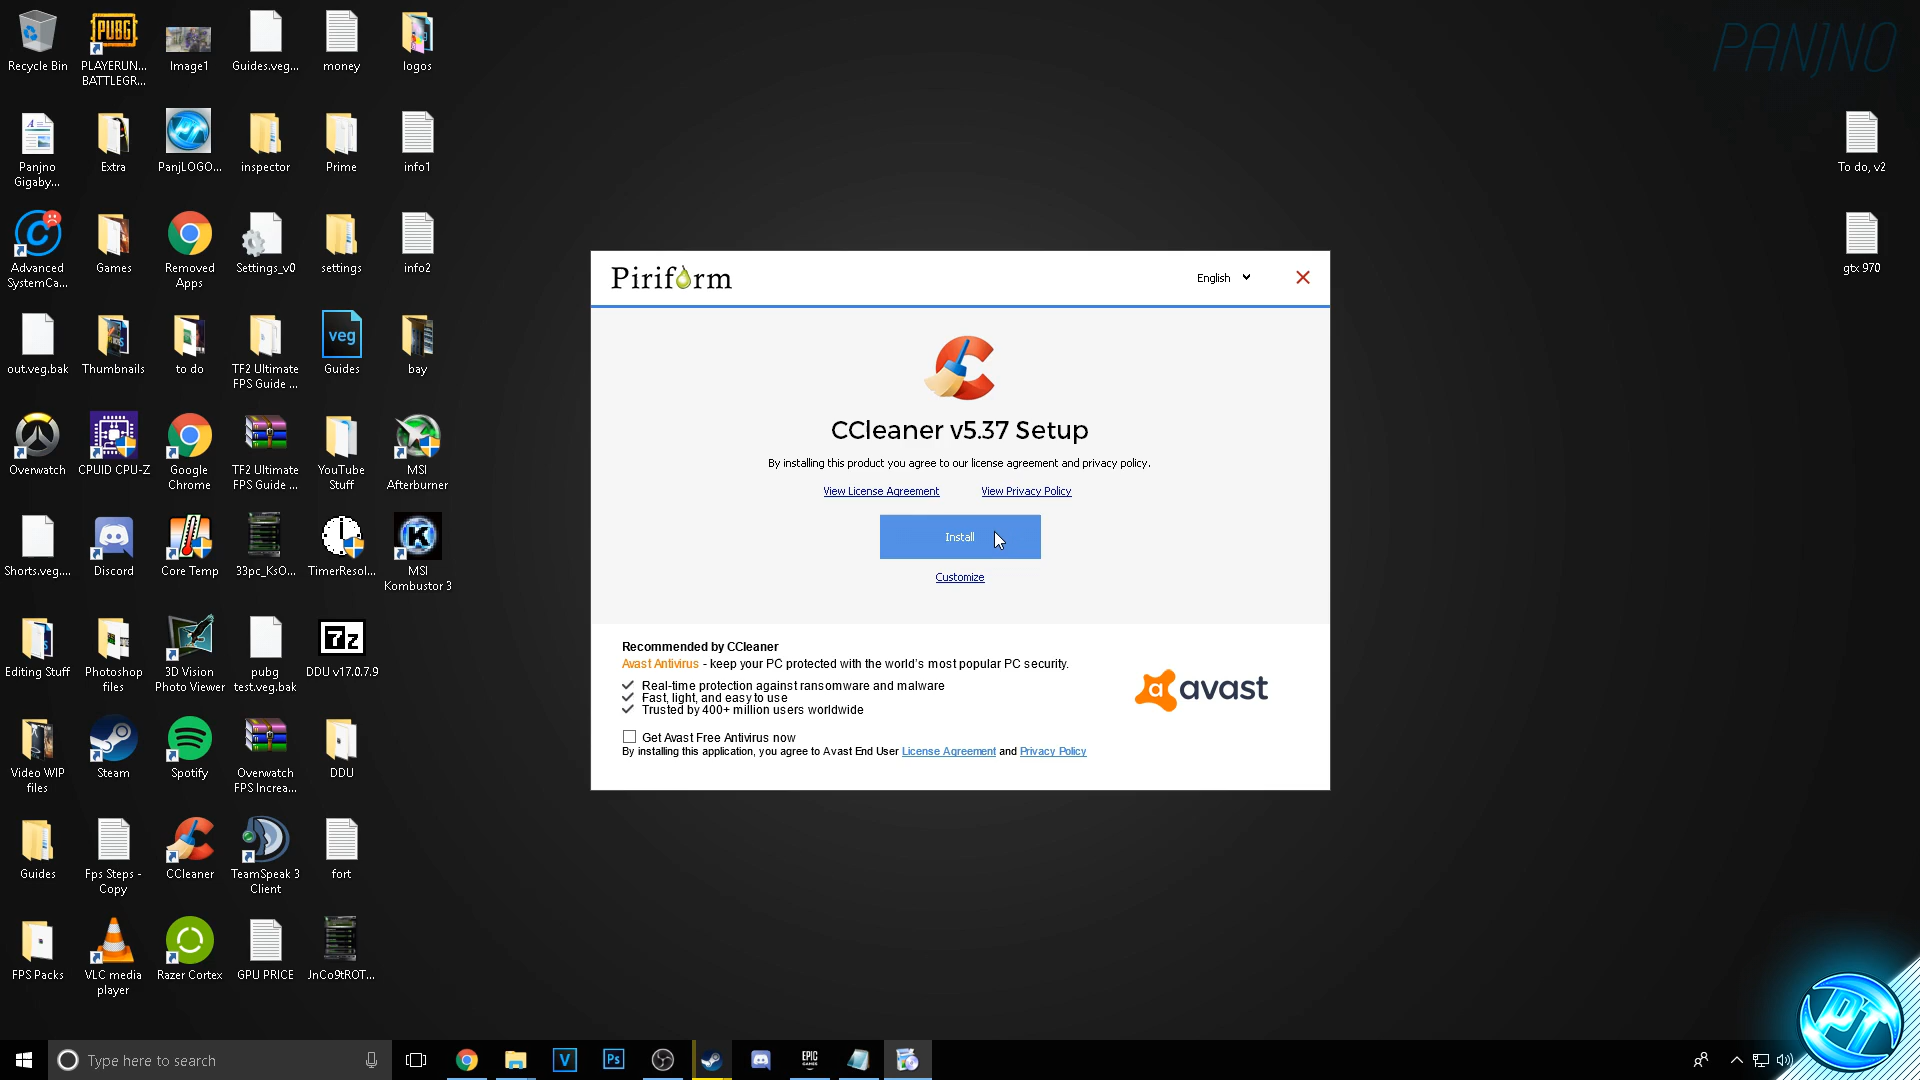 Recycle Bin
PLAYERUN...
BATTLEGR...
Image1
Guides.veg...
money
logos
PANJNO
Panjno
Gigaby...
Extra
PanjLOGO...
inspector
Prime
info1
To do, v2
Advanced
SystemCa...
Games
Removed
Apps
Settings_v0
settings
info2
gtx 970
out.veg.bak
Thumbnails
to do
TF2 Ultimate
FPS Guide ...
veg
Guides
bay
Overwatch
CPUID CPU-Z
Google
Chrome
TF2 Ultimate
FPS Guide ...
YouTube
Stuff
MSI
Afterburner
Shorts.veg....
Discord
Core Temp
33pc_KsO...
TimerResol...
K
MSI
Kombustor 3
Editing Stuff
Photoshop
files
3D Vision
Photo Viewer
pubg
test.veg.bak
7z
DDU v17.0.7.9
Video WIP
files
Steam
Spotify
Overwatch
FPS Increa...
DDU
Guides
Fps Steps -
Copy
CCleaner
TeamSpeak 3
Client
fort
FPS Packs
VLC media
player
Razer Cortex
GPU PRICE
JnCo9tROT...
PUBG
Piriform
English
CCleaner v5.37 Setup
By installing this product you agree to our license agreement and privacy policy.
View License Agreement
View Privacy Policy
Install
Customize
Recommended by CCleaner
Avast Antivirus - keep your PC protected with the world's most popular PC security.
Real-time protection against ransomware and malware
Fast, light, and easy to use
Trusted by 400+ million users worldwide
avast
Get Avast Free Antivirus now
By installing this application, you agree to Avast End User License Agreement and Privacy Policy
Type here to search
V
Ps
EPIC
GAMES
PT